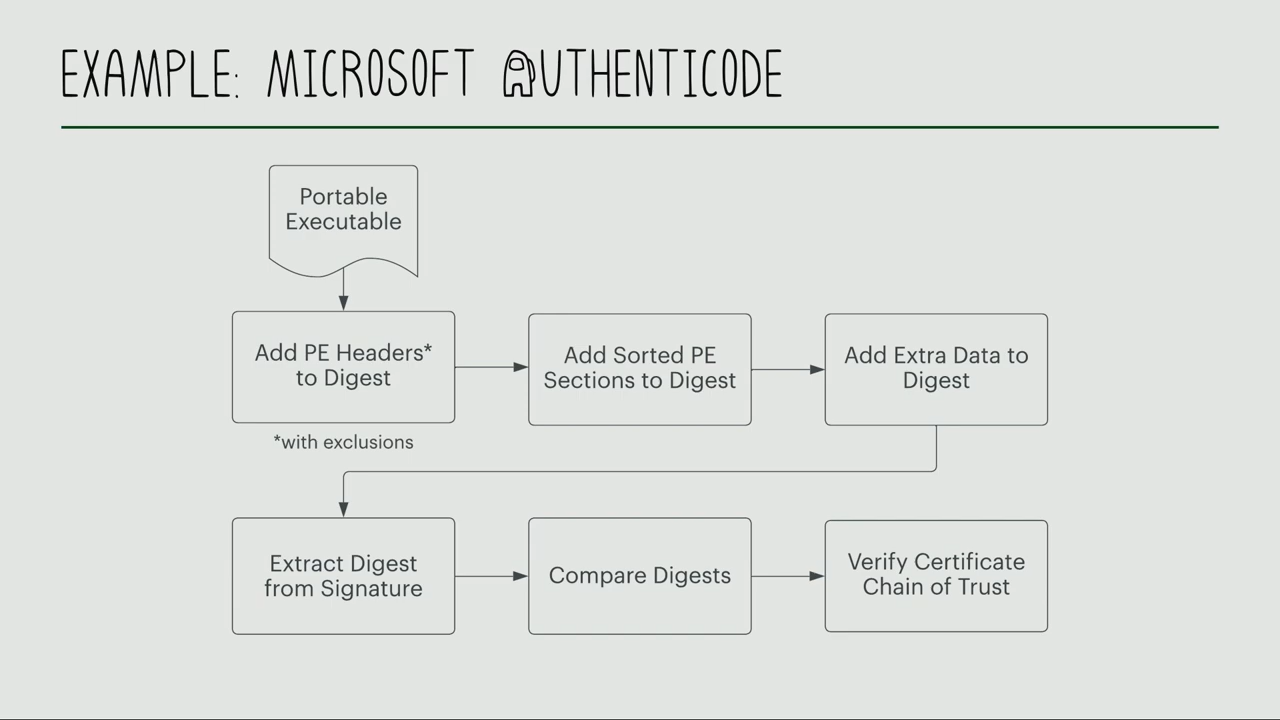 EXAMPLE: MICROSOFT AUTHENTICODE
Portable
Executable
Add PE Headers*
to Digest
Add Sorted PE
Sections to Digest
Add Extra Data to
Digest
*with exclusions
Extract Digest
from Signature
Compare Digests
Verify Certificate
Chain of Trust